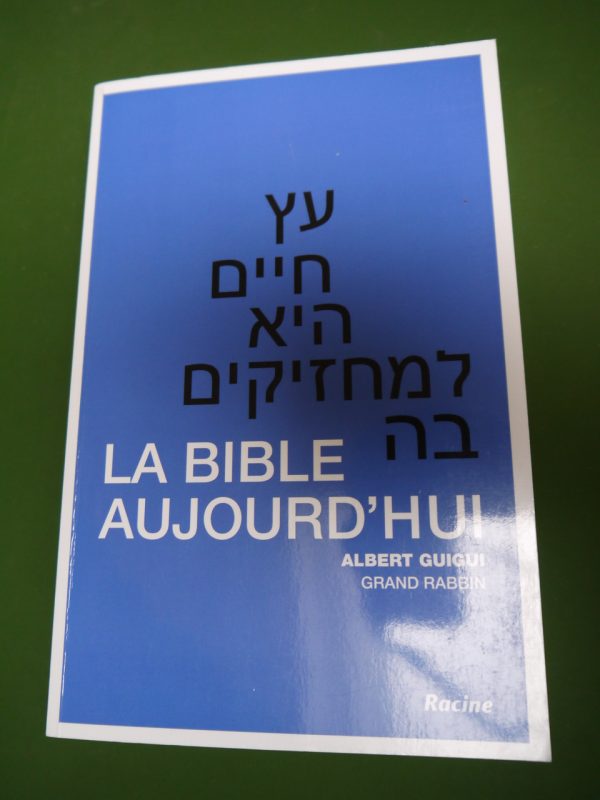 עץ
חיים
היא
למחזיקים
בה
LA BIBLE
AUJOURD'HUI
ALBERT GUIGUI
GRAND RABBIN
Racine